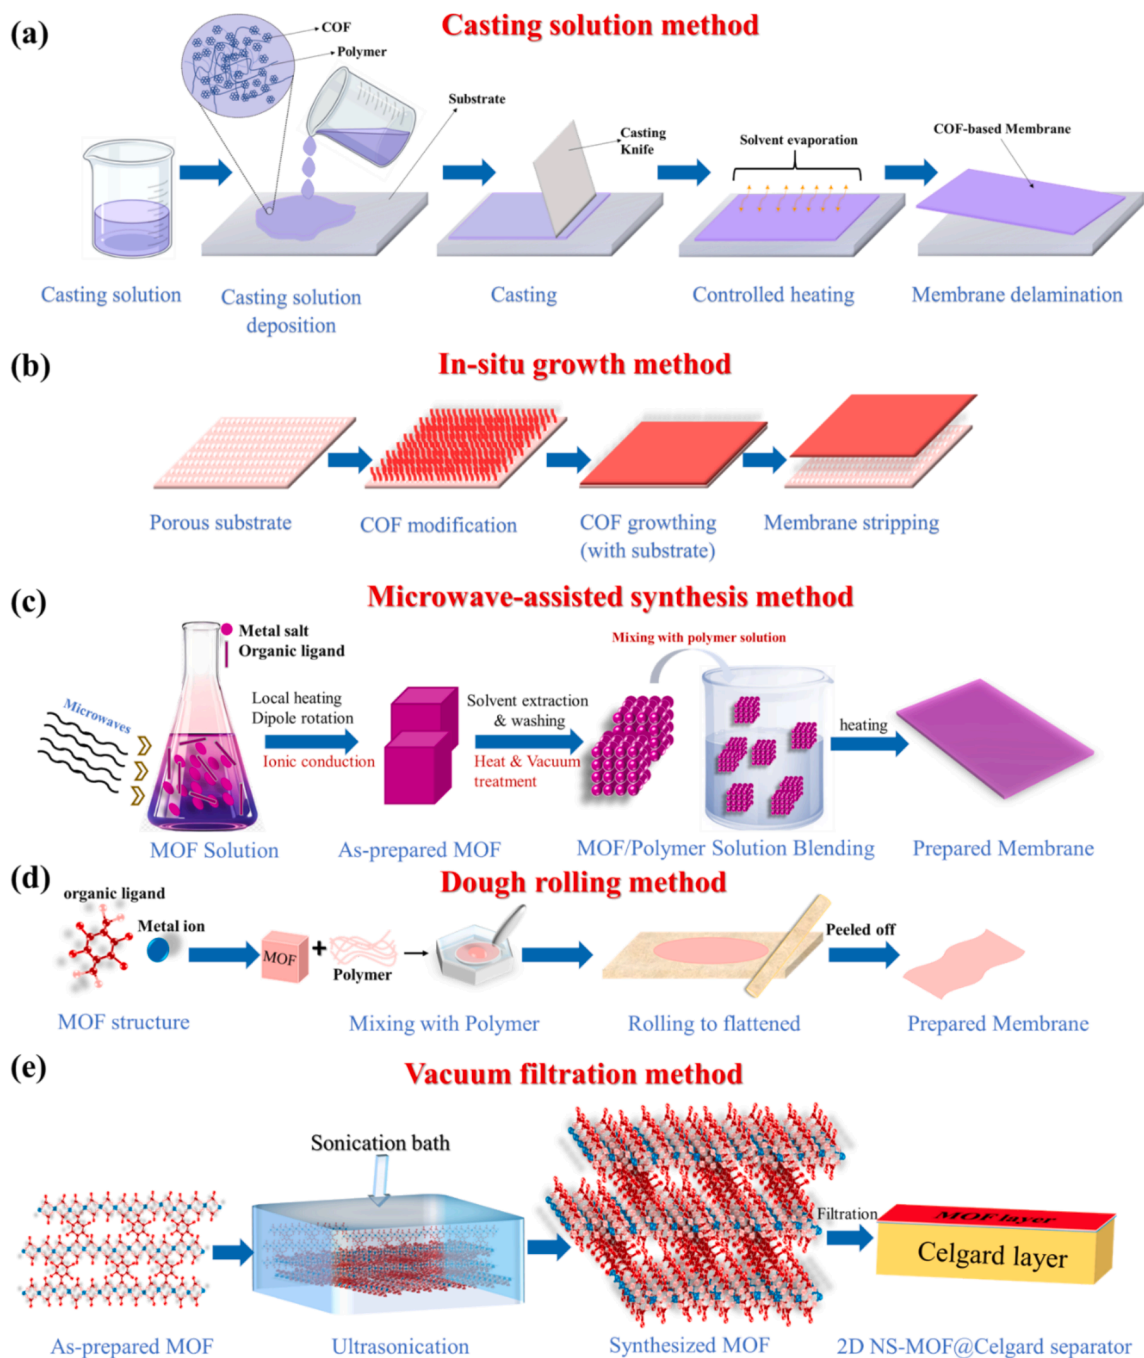 (a)
Casting solution method
COF
Polymer
Substrate
Casting
Knife
Solvent evaporation
COF-based Membrane
Casting solution
Casting solution
deposition
Casting
Controlled heating
Membrane delamination
(b)
In-situ growth method
Porous substrate
COF modification
COF growthing
(with substrate)
Membrane stripping
(c)
Microwave-assisted synthesis method
Microwaves
Metal salt
Organic ligand
Local heating
Dipole rotation
Ionic conduction
Solvent extraction
& washing
Heat & Vacuum
treatment
Mixing with polymer solution
heating
MOF Solution
As-prepared MOF
MOF/Polymer Solution Blending
Prepared Membrane
(d)
Dough rolling method
organic ligand
Metal ion
MOF
+
Polymer
Peeled off
MOF structure
Mixing with Polymer
Rolling to flattened
Prepared Membrane
(e)
Vacuum filtration method
Sonication bath
Filtration
MOF layer
Celgard layer
As-prepared MOF
Ultrasonication
Synthesized MOF
2D NS-MOF@Celgard separator